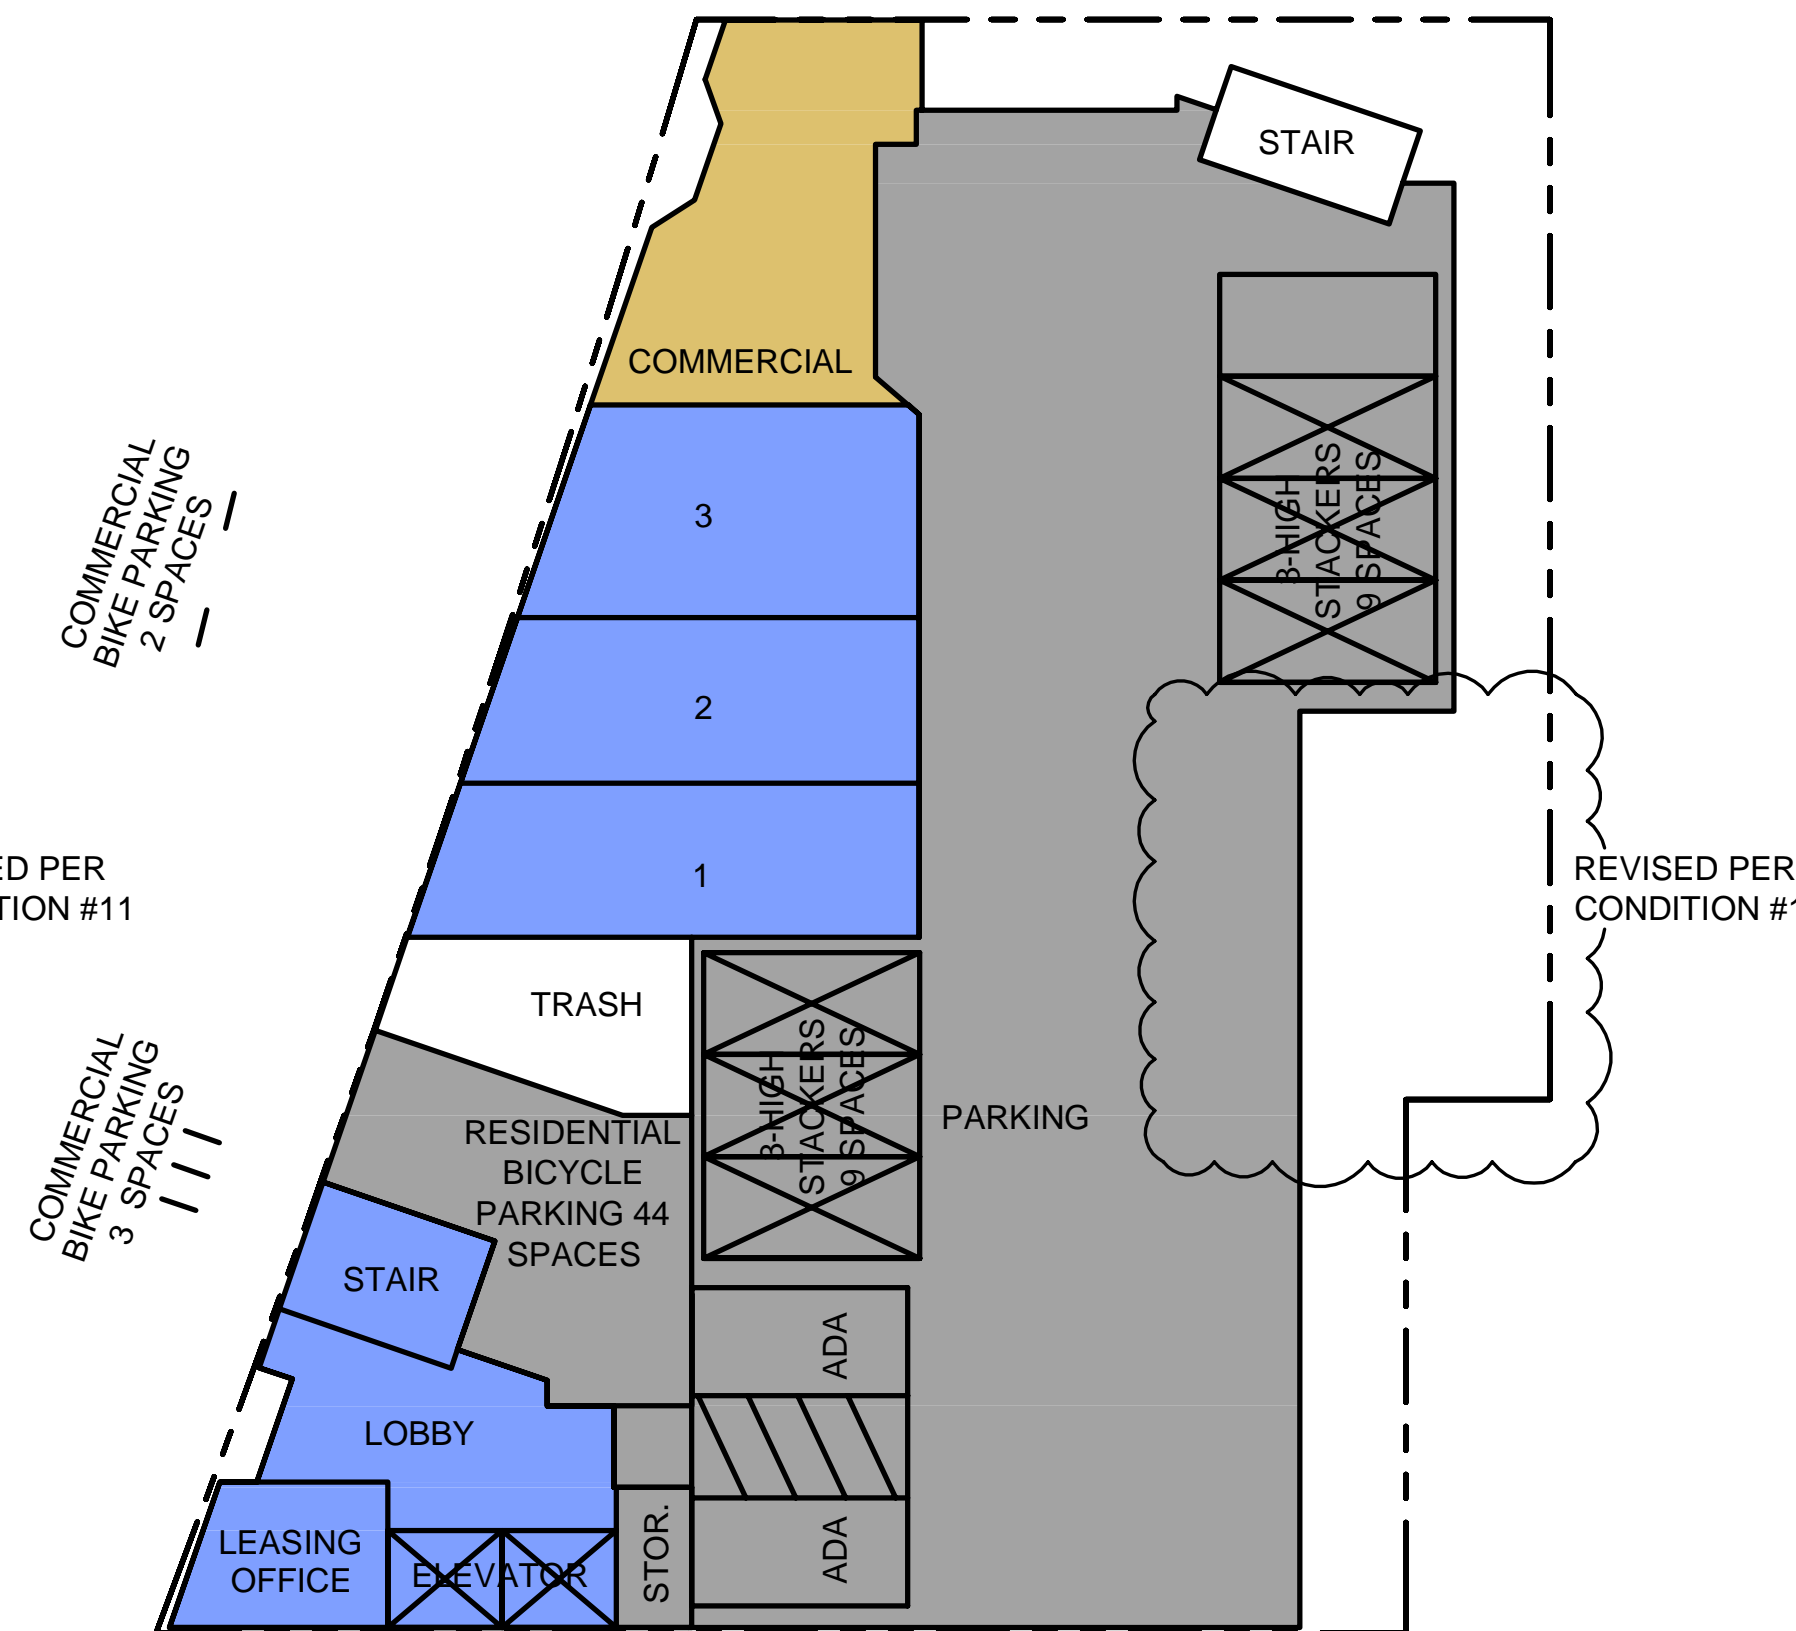 STAIR
COMMERCIAL
3-HIGH
STACKERS
9 SPACES
COMMERCIAL
BIKE PARKING
2 SPACES
3
2
1
ED PER
TION #11
REVISED PER
CONDITION #1
TRASH
3-HIGH
STACKERS
9 SPACES
PARKING
COMMERCIAL
BIKE PARKING
3 SPACES
RESIDENTIAL
BICYCLE
PARKING 44
SPACES
STAIR
ADA
LOBBY
LEASING
OFFICE
ELEVATOR
STOR.
ADA